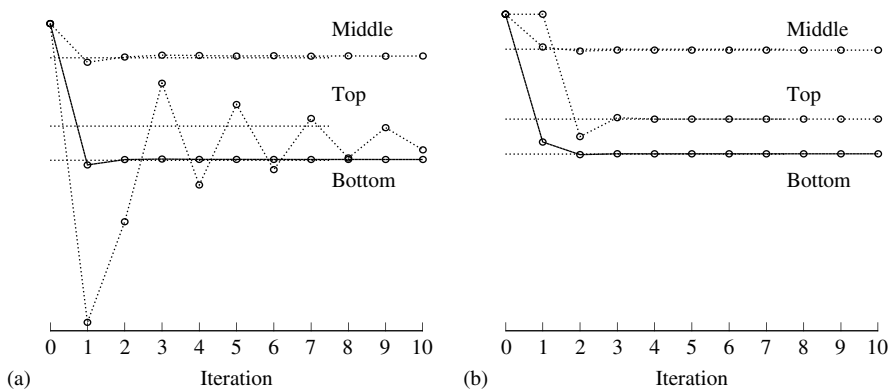 Middle
Top
Bottom
0 1 2 3 4 5 6 7 8 9 10
(a) Iteration
Middle
Top
Bottom
0 1 2 3 4 5 6 7 8 9 10
(b) Iteration